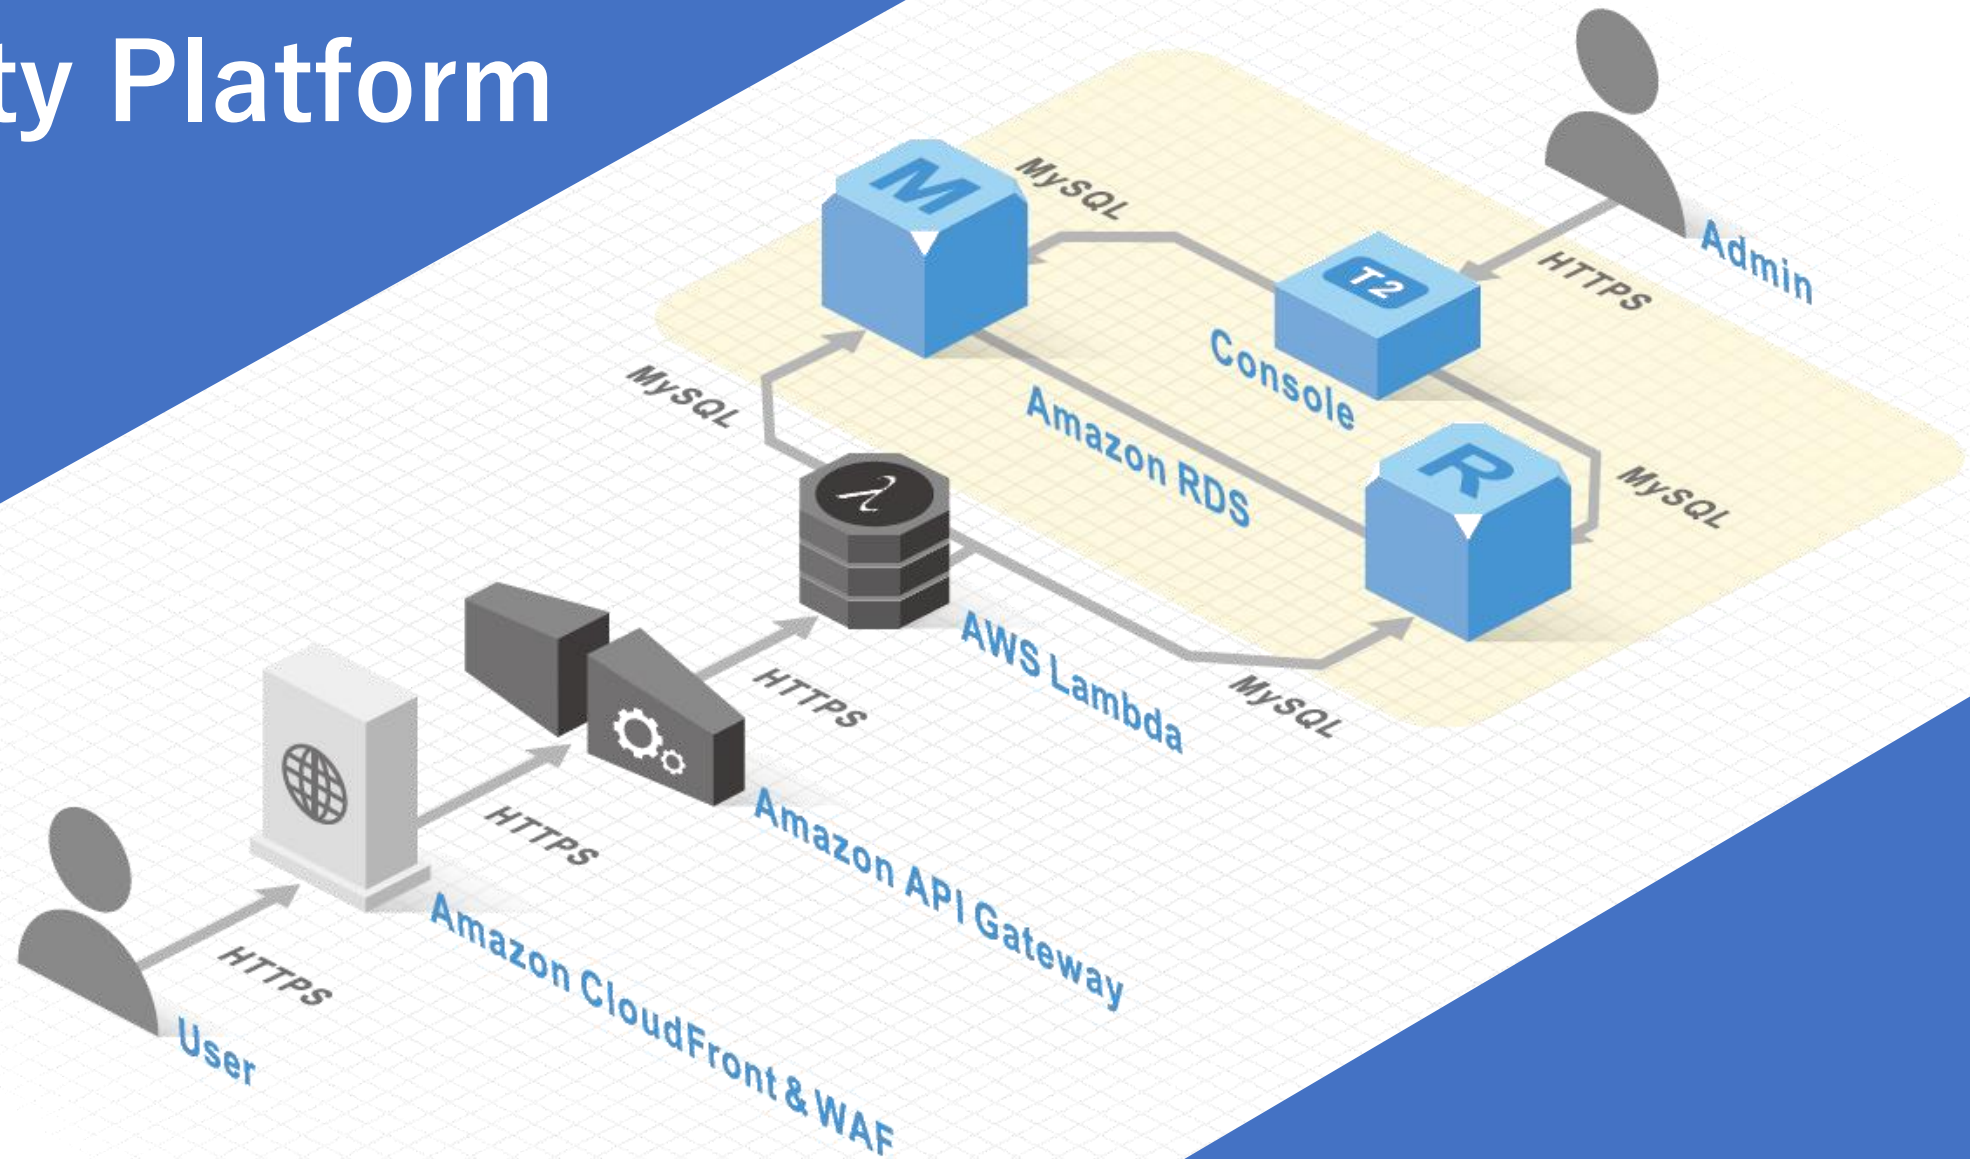 ty Platform
M
MySQL
T2
Admin
HTTPS
Console
MySQL
Amazon RDS
R
MySQL
λ
AWS Lambda
MySQL
HTTPS
Amazon API Gateway
HTTPS
Amazon CloudFront & WAF
HTTPS
User